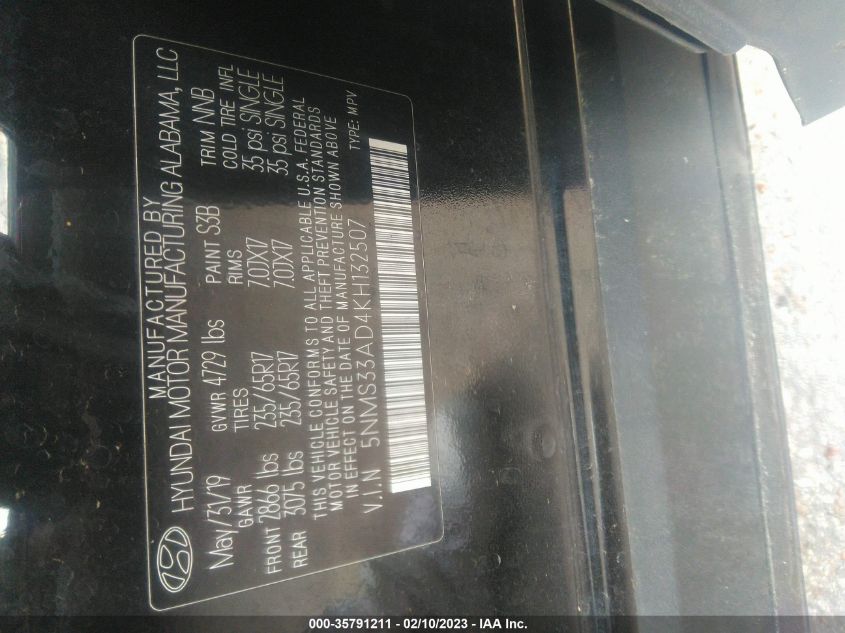 MANUFACTURED BY
HYUNDAI MOTOR MANUFACTURING ALABAMA, LLC
May/31/19 GVWR 4729 lbs PAINT S3B TRIM NNB
GAWR TIRES RIMS COLD TIRE INFL
FRONT 2866 lbs 235/65R17 7.0JX17 35 psi SINGLE
REAR 3075 lbs 235/65R17 7.0JX17 35 psi SINGLE
THIS VEHICLE CONFORMS TO ALL APPLICABLE U.S.A. FEDERAL
MOTOR VEHICLE SAFETY AND THEFT PREVENTION STANDARDS
IN EFFECT ON THE DATE OF MANUFACTURE SHOWN ABOVE
V.I.N 5NMS33AD4KH132507 TYPE: MPV
000-35791211 - 02/10/2023 - IAA Inc.